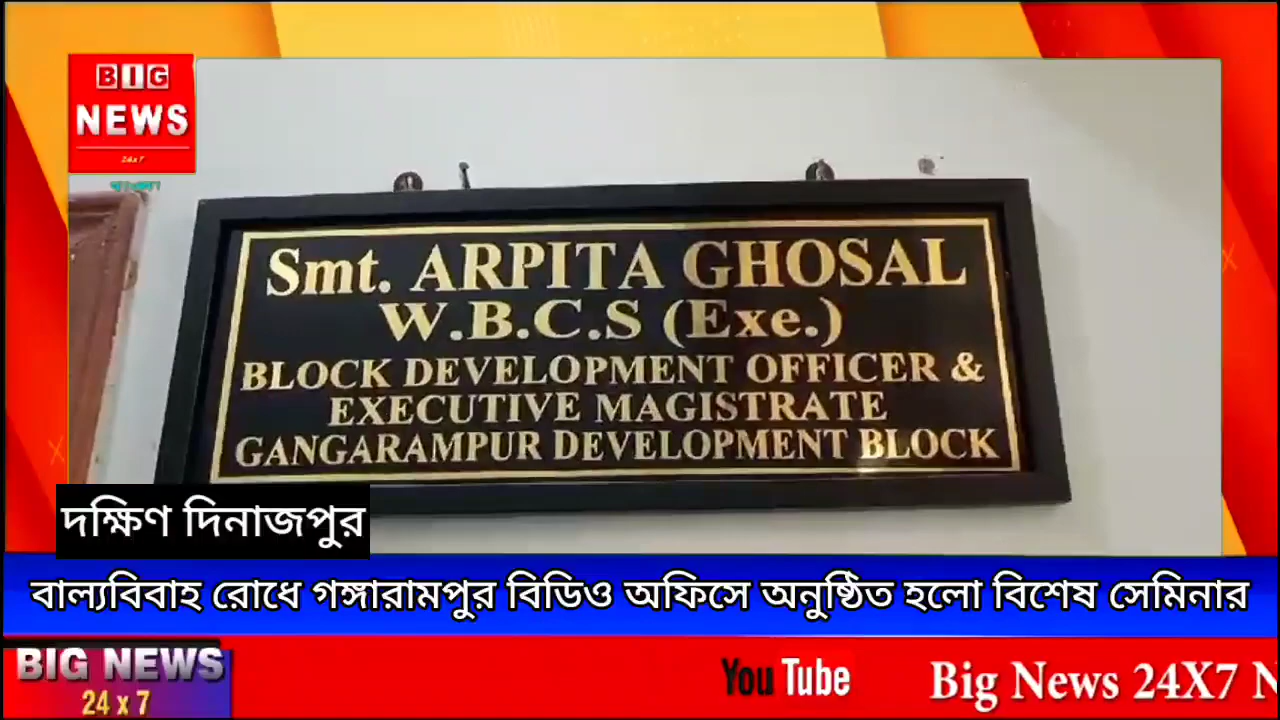 BIG
NEWS
24x7
Smt. ARPITA GHOSAL
W.B.C.S (Exe.)
BLOCK DEVELOPMENT OFFICER &
EXECUTIVE MAGISTRATE
GANGARAMPUR DEVELOPMENT BLOCK
দক্ষিণ দিনাজপুর
বাল্যবিবাহ রোধে গঙ্গারামপুর বিডিও অফিসে অনুষ্ঠিত হলো বিশেষ সেমিনার
BIG NEWS
24 x 7
YouTube
Big News 24X7 N